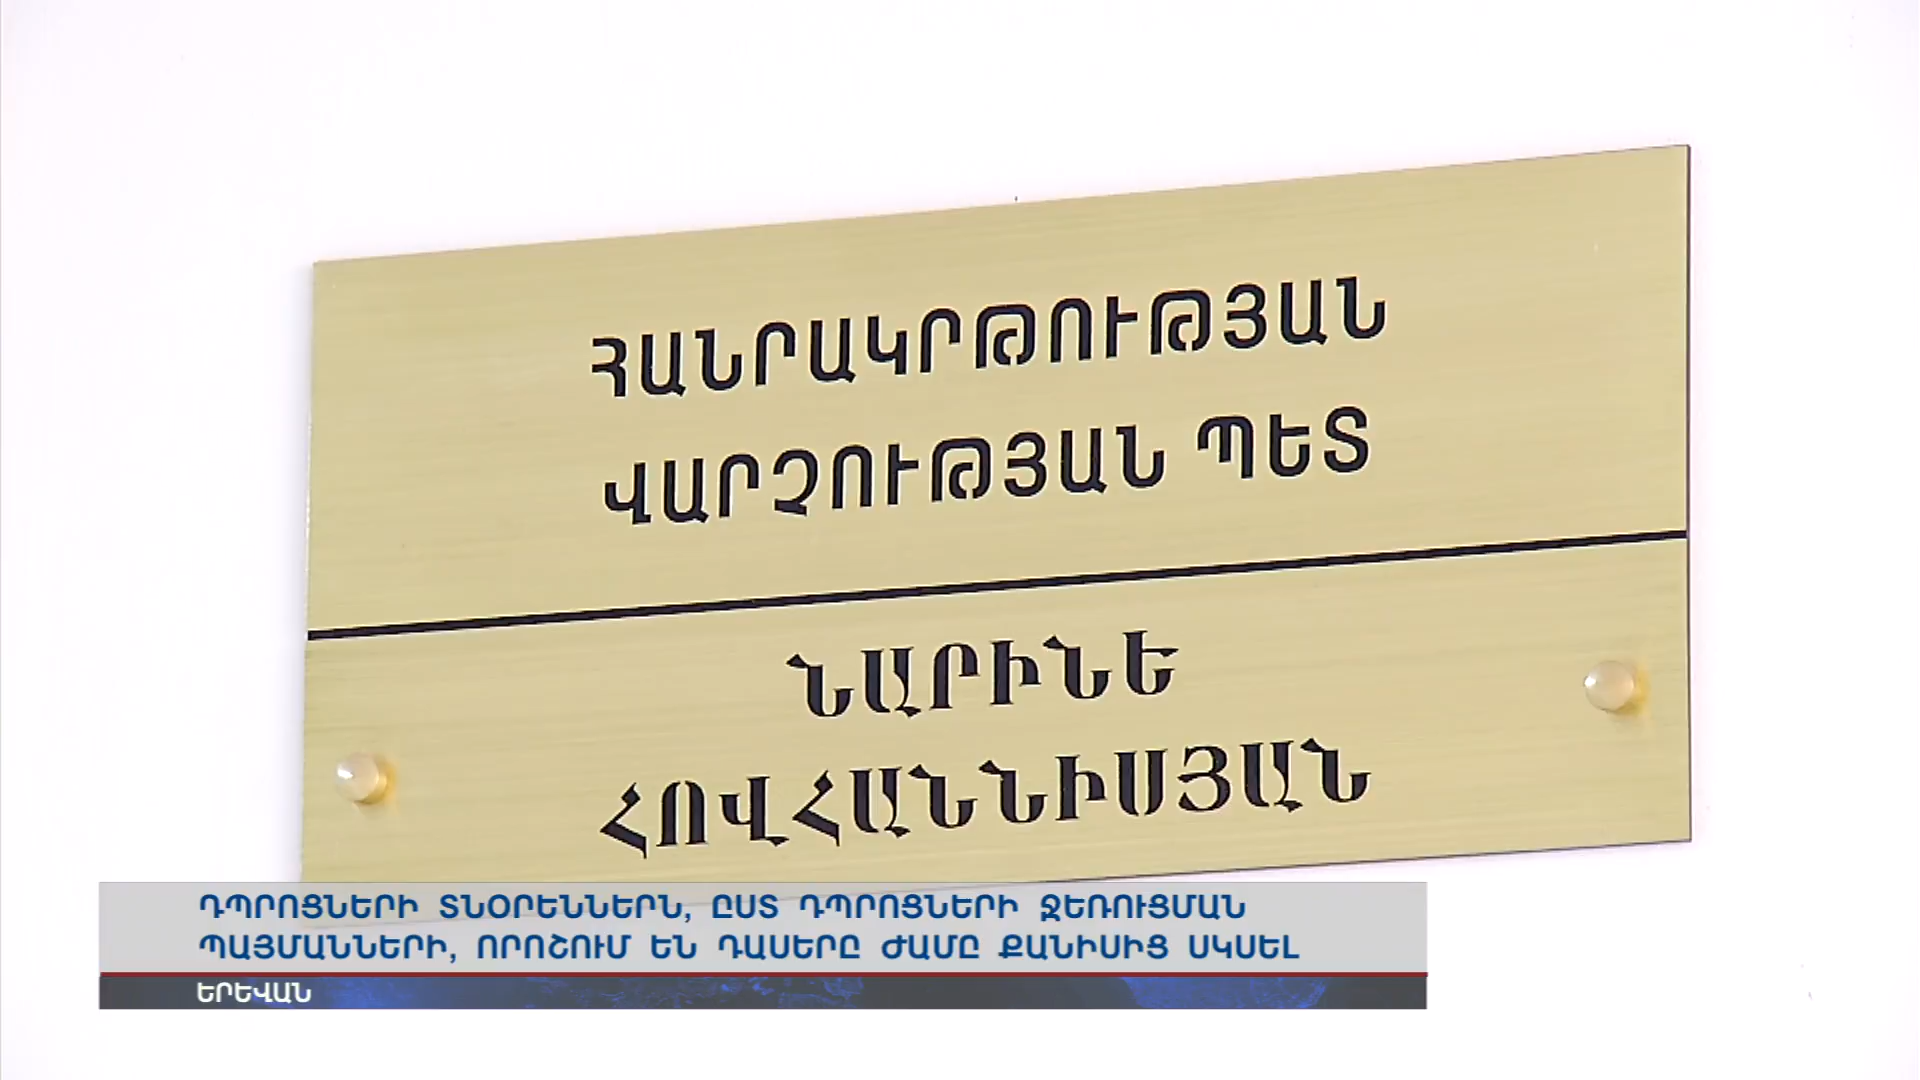 ՀԱՆՐԱԿՐԹՈՒԹՅԱՆ
ՎԱՐՉՈՒԹՅԱՆ ՊԵՏ
ՆԱՐԻՆԵ
ՀՈՎՀԱՆՆԻՍՅԱՆ
ԴՊՐՈՑՆԵՐԻ ՏՆՕՐԵՆՆԵՐՆ, ԸՍՏ ԴՊՐՈՑՆԵՐԻ ՋԵՌՈՒՑՄԱՆ
ՊԱՅՄԱՆՆԵՐԻ, ՈՐՈՇՈՒՄ ԵՆ ԴԱՍԵՐԸ ԺԱՄԸ ՔԱՆԻՍԻՑ ՍԿՍԵԼ
ԵՐԵՎԱՆ